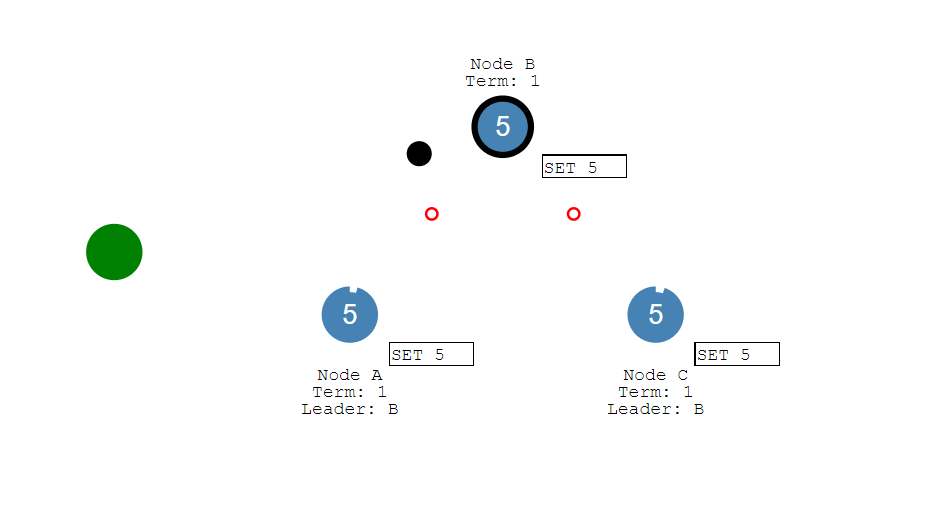 Node B
Term: 1
5
SET 5
5
SET 5
Node A
Term: 1
Leader: B
5
SET 5
Node C
Term: 1
Leader: B